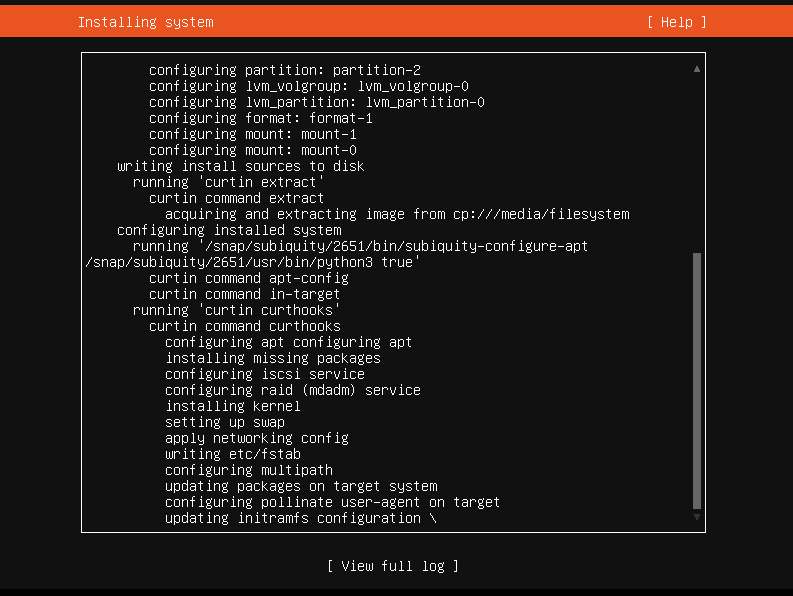 Installing system
[ Help ]
configuring partition: partition-2
configuring lvm_volgroup: lvm_volgroup-0
configuring lvm_partition: lvm_partition-0
configuring format: format-1
configuring mount: mount-1
configuring mount: mount-0
writing install sources to disk
running 'curtin extract'
curtin command extract
acquiring and extracting image from cp:///media/filesystem
configuring installed system
running '/snap/subiquity/2651/bin/subiquity-configure-apt
/snap/subiquity/2651/usr/bin/python3 true'
curtin command apt-config
curtin command in-target
running 'curtin curthooks'
curtin command curthooks
configuring apt configuring apt
installing missing packages
configuring iscsi service
configuring raid (mdadm) service
installing kernel
setting up swap
apply networking config
writing etc/fstab
configuring multipath
updating packages on target system
configuring pollinate user-agent on target
updating initramfs configuration \
[ View full log ]